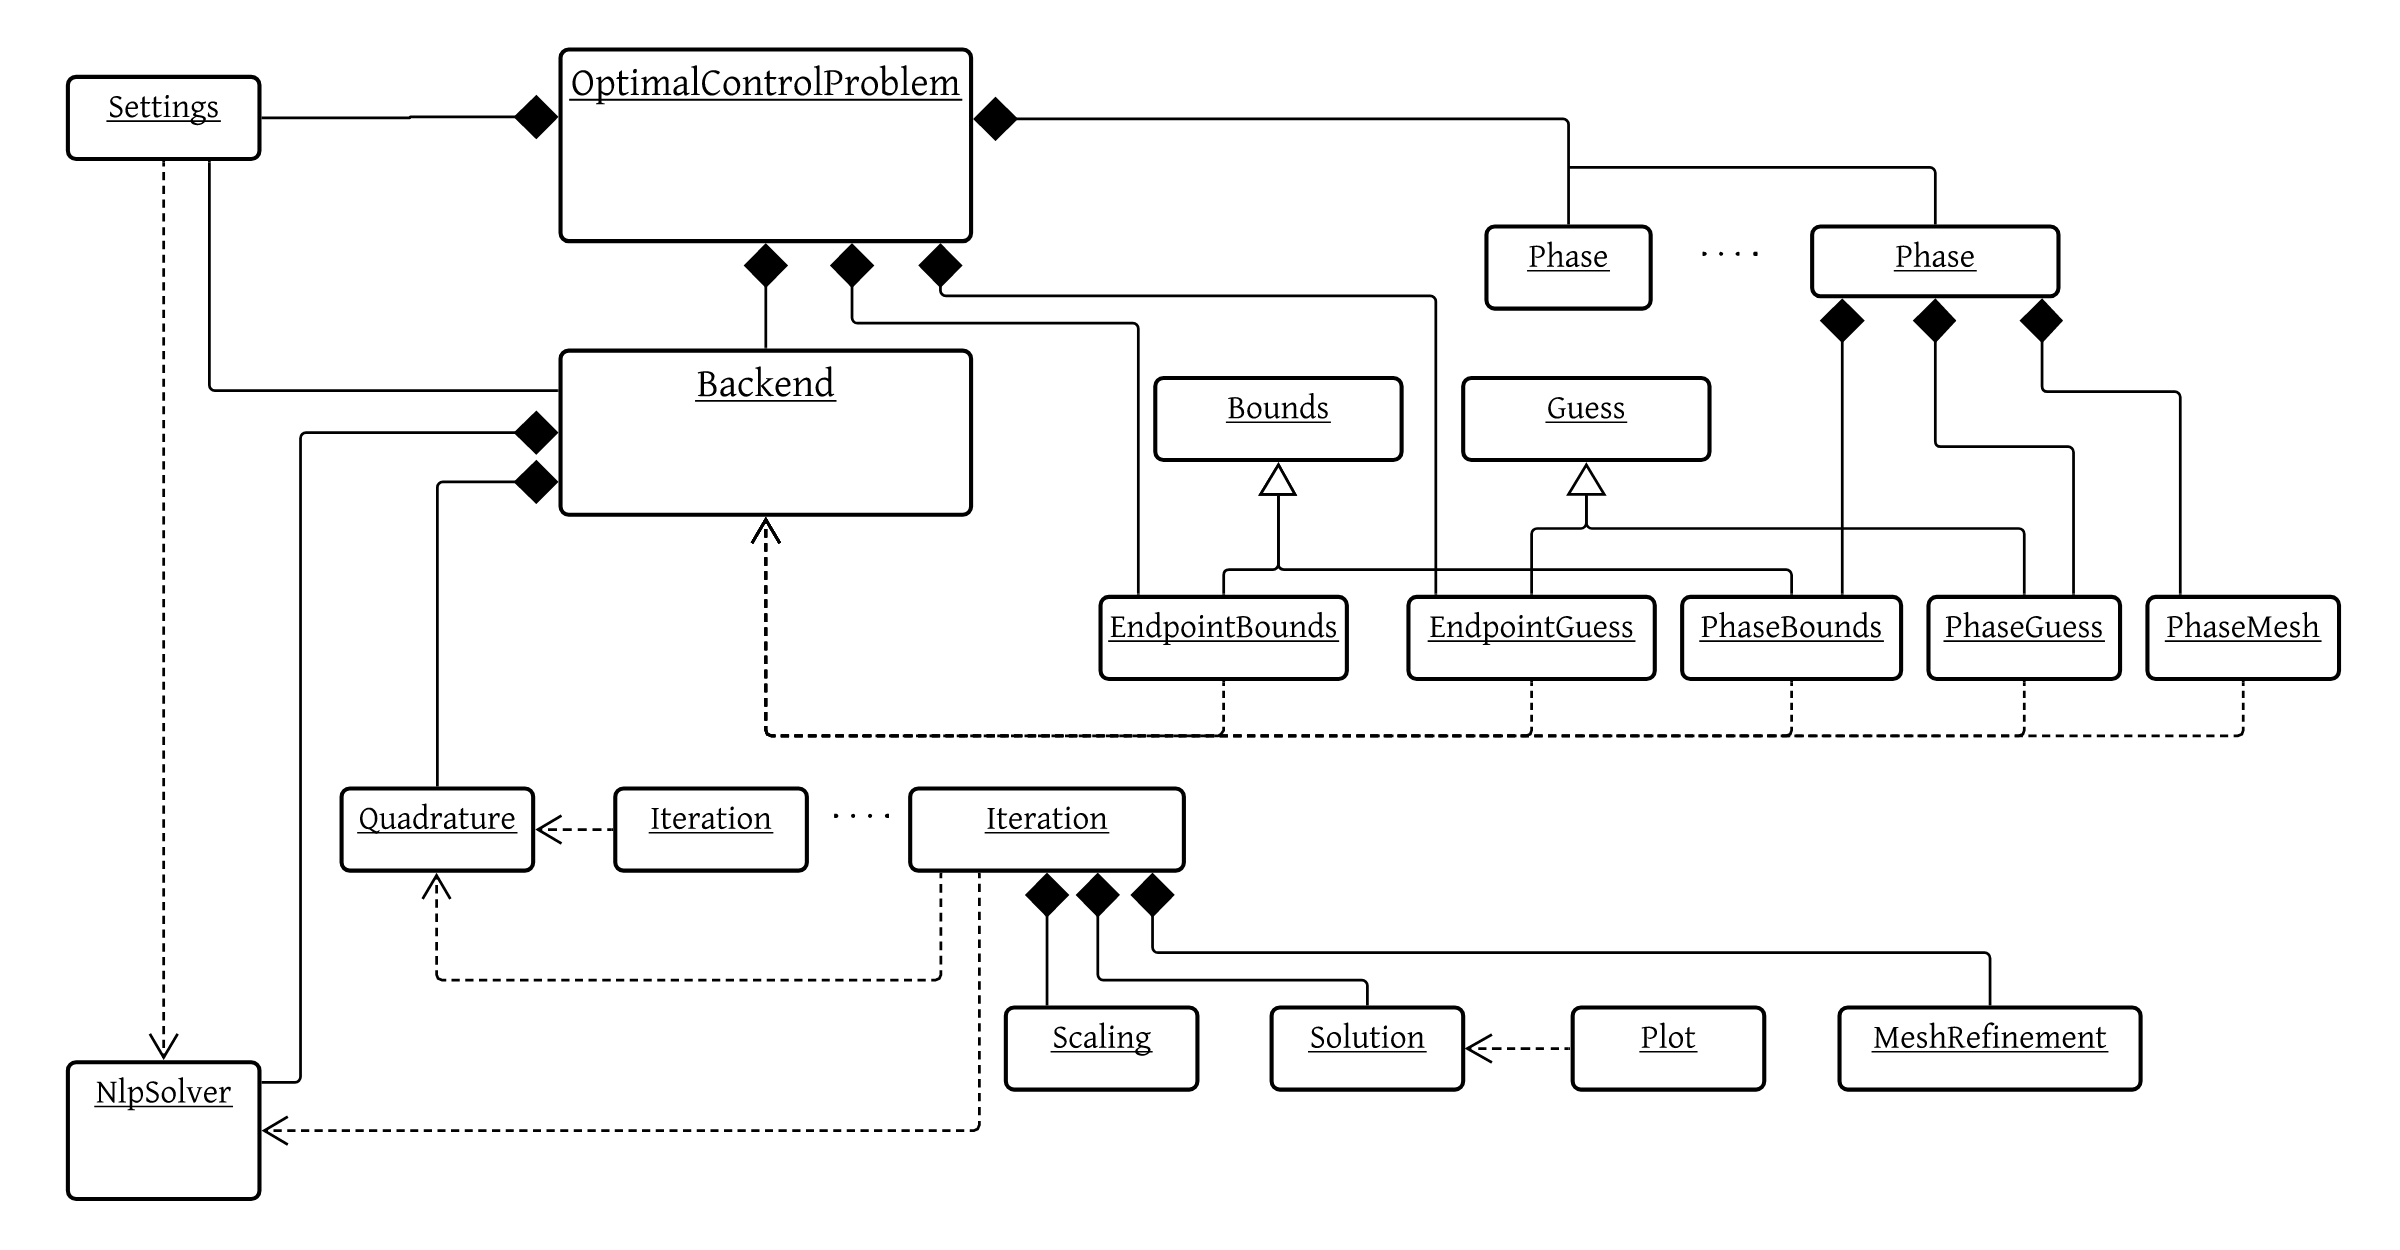 OptimalControlProblem
Settings
Phase
. . . .
Phase
Backend
Bounds
Guess
EndpointBounds
EndpointGuess
PhaseBounds
PhaseGuess
PhaseMesh
Quadrature
Iteration
. . . .
Iteration
Scaling
Solution
Plot
MeshRefinement
NlpSolver